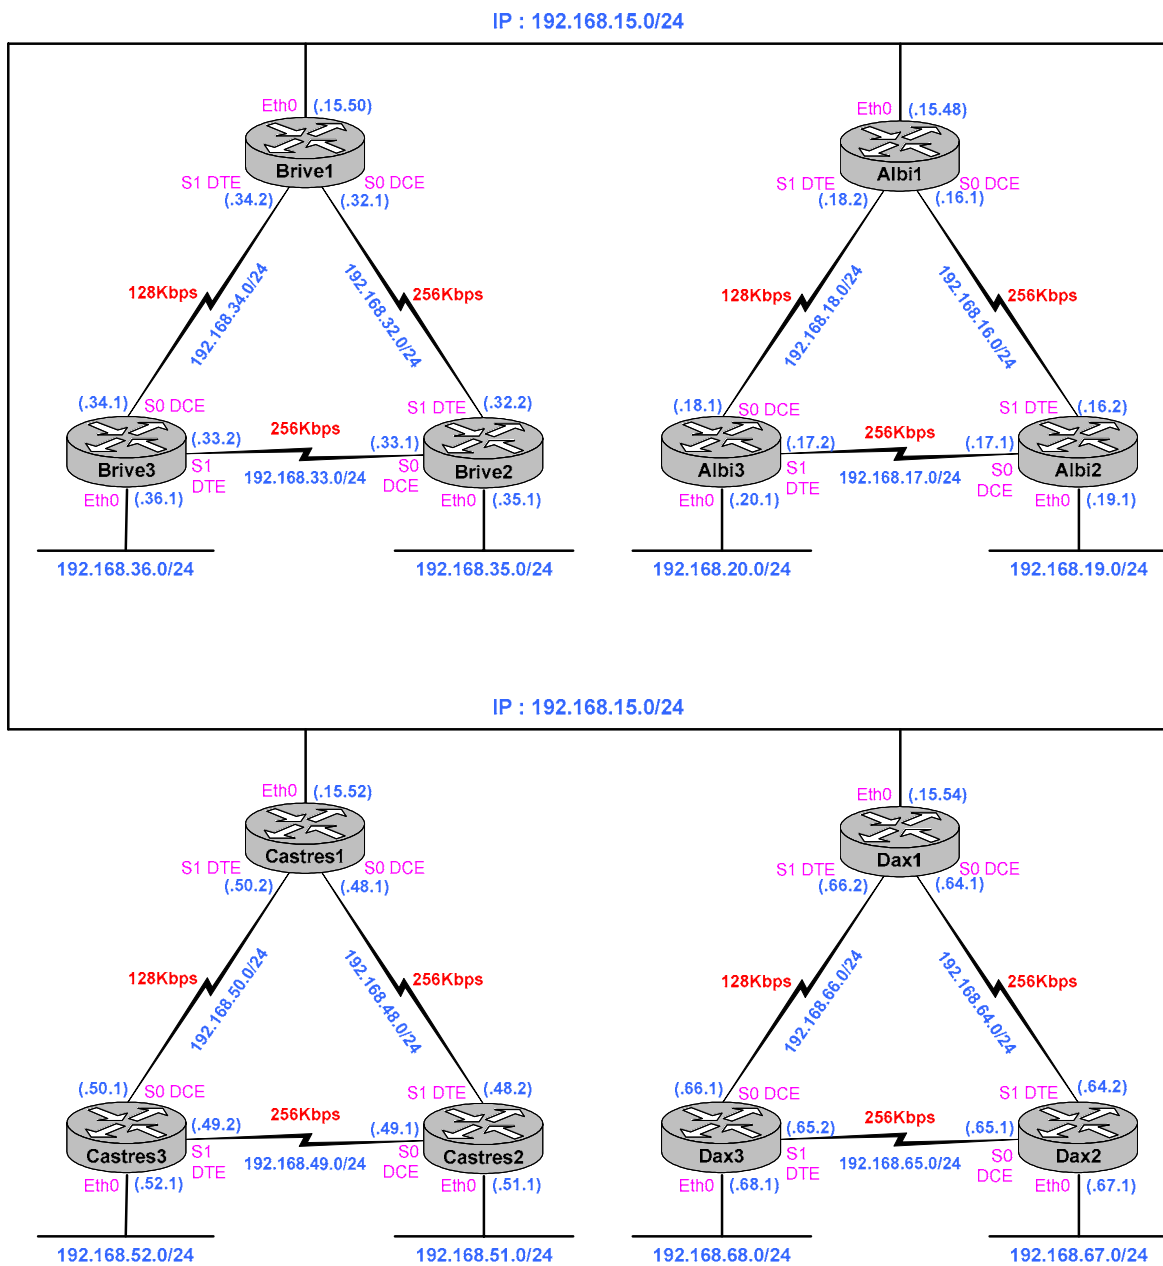 IP : 192.168.15.0/24
Eth0 (.15.50)
Brive1
S1 DTE
S0 DCE
(.34.2)
(.32.1)
128Kbps
192.168.34.0/24
192.168.32.0/24
256Kbps
(.34.1)
S0 DCE
S1 DTE
(.32.2)
Brive3
(.33.2)
256Kbps
(.33.1)
Brive2
S1
DTE
192.168.33.0/24
S0
DCE
Eth0
(.36.1)
Eth0
(.35.1)
192.168.36.0/24
192.168.35.0/24
Eth0 (.15.48)
Albi1
S1 DTE
S0 DCE
(.18.2)
(.16.1)
128Kbps
192.168.18.0/24
192.168.16.0/24
256Kbps
(.18.1)
S0 DCE
S1 DTE
(.16.2)
Albi3
(.17.2)
256Kbps
(.17.1)
Albi2
S1
DTE
192.168.17.0/24
S0
DCE
Eth0
(.20.1)
Eth0
(.19.1)
192.168.20.0/24
192.168.19.0/24
IP : 192.168.15.0/24
Eth0 (.15.52)
Castres1
S1 DTE
S0 DCE
(.50.2)
(.48.1)
128Kbps
192.168.50.0/24
192.168.48.0/24
256Kbps
(.50.1)
S0 DCE
S1 DTE
(.48.2)
Castres3
(.49.2)
256Kbps
(.49.1)
Castres2
S1
DTE
192.168.49.0/24
S0
DCE
Eth0
(.52.1)
Eth0
(.51.1)
192.168.52.0/24
192.168.51.0/24
Eth0 (.15.54)
Dax1
S1 DTE
S0 DCE
(.66.2)
(.64.1)
128Kbps
192.168.66.0/24
192.168.64.0/24
256Kbps
(.66.1)
S0 DCE
S1 DTE
(.64.2)
Dax3
(.65.2)
256Kbps
(.65.1)
Dax2
S1
DTE
192.168.65.0/24
S0
DCE
Eth0
(.68.1)
Eth0
(.67.1)
192.168.68.0/24
192.168.67.0/24